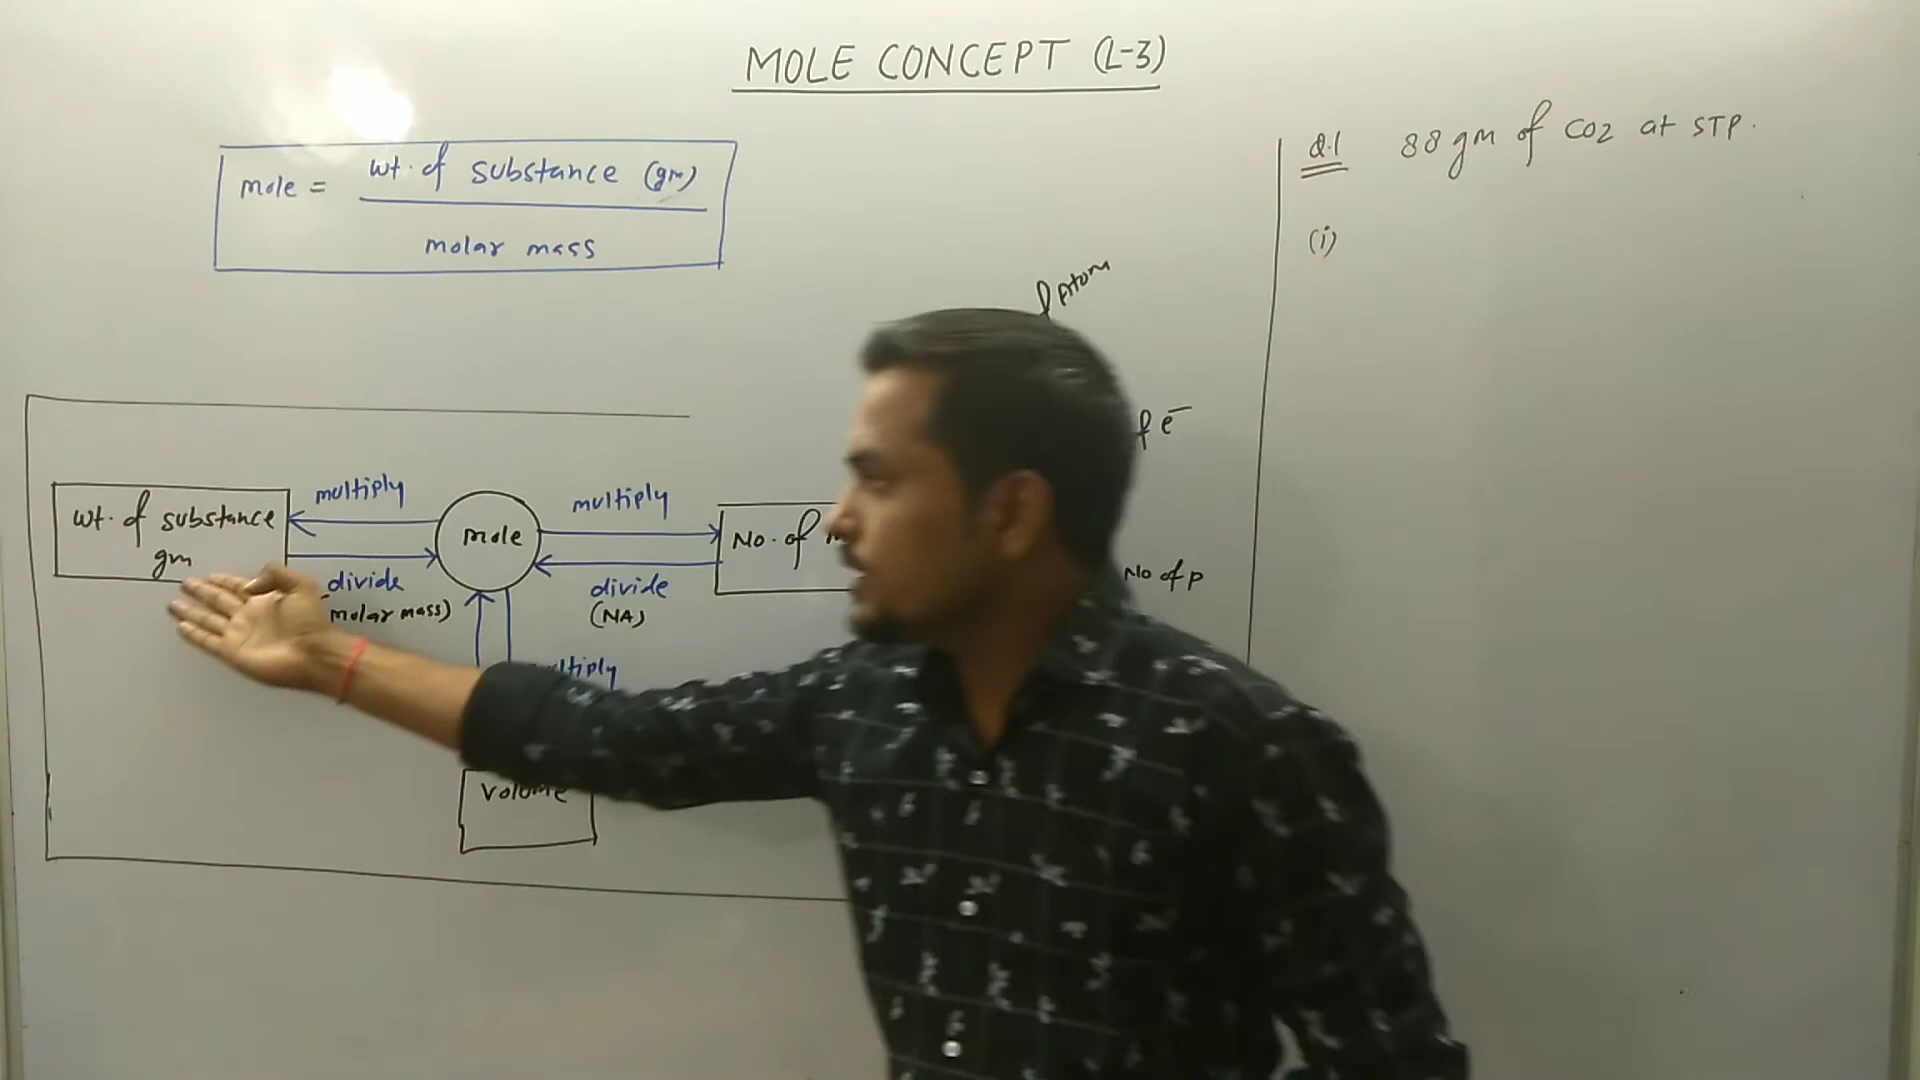 MOLE CONCEPT (L-3)
mole = wt. of substance (gm)
molar mass
Q.1 88 gm of CO2 at STP.
(i)
Atom
multiply
multiply
f e-
wt. of substance
gm
mole
No. of
divide
(molar mass)
divide
(NA)
No of p
ltiply
Volume